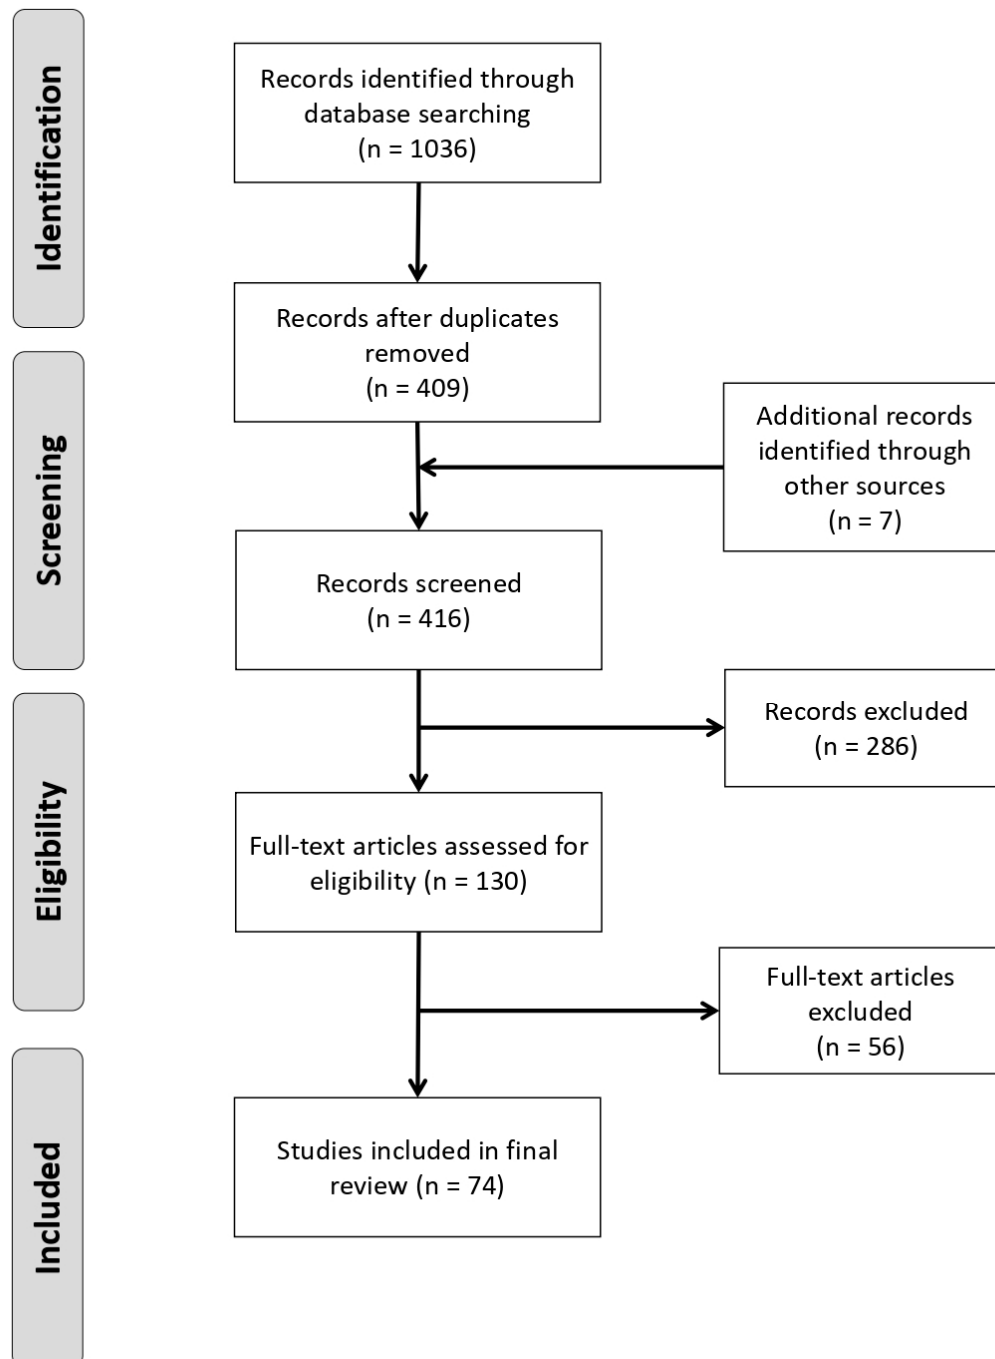 Identification
Records identified through
database searching
(n = 1036)
Records after duplicates
removed
(n = 409)
Screening
Additional records
identified through
other sources
(n = 7)
Records screened
(n = 416)
Records excluded
(n = 286)
Eligibility
Full-text articles assessed for
eligibility (n = 130)
Full-text articles
excluded
(n = 56)
Included
Studies included in final
review (n = 74)